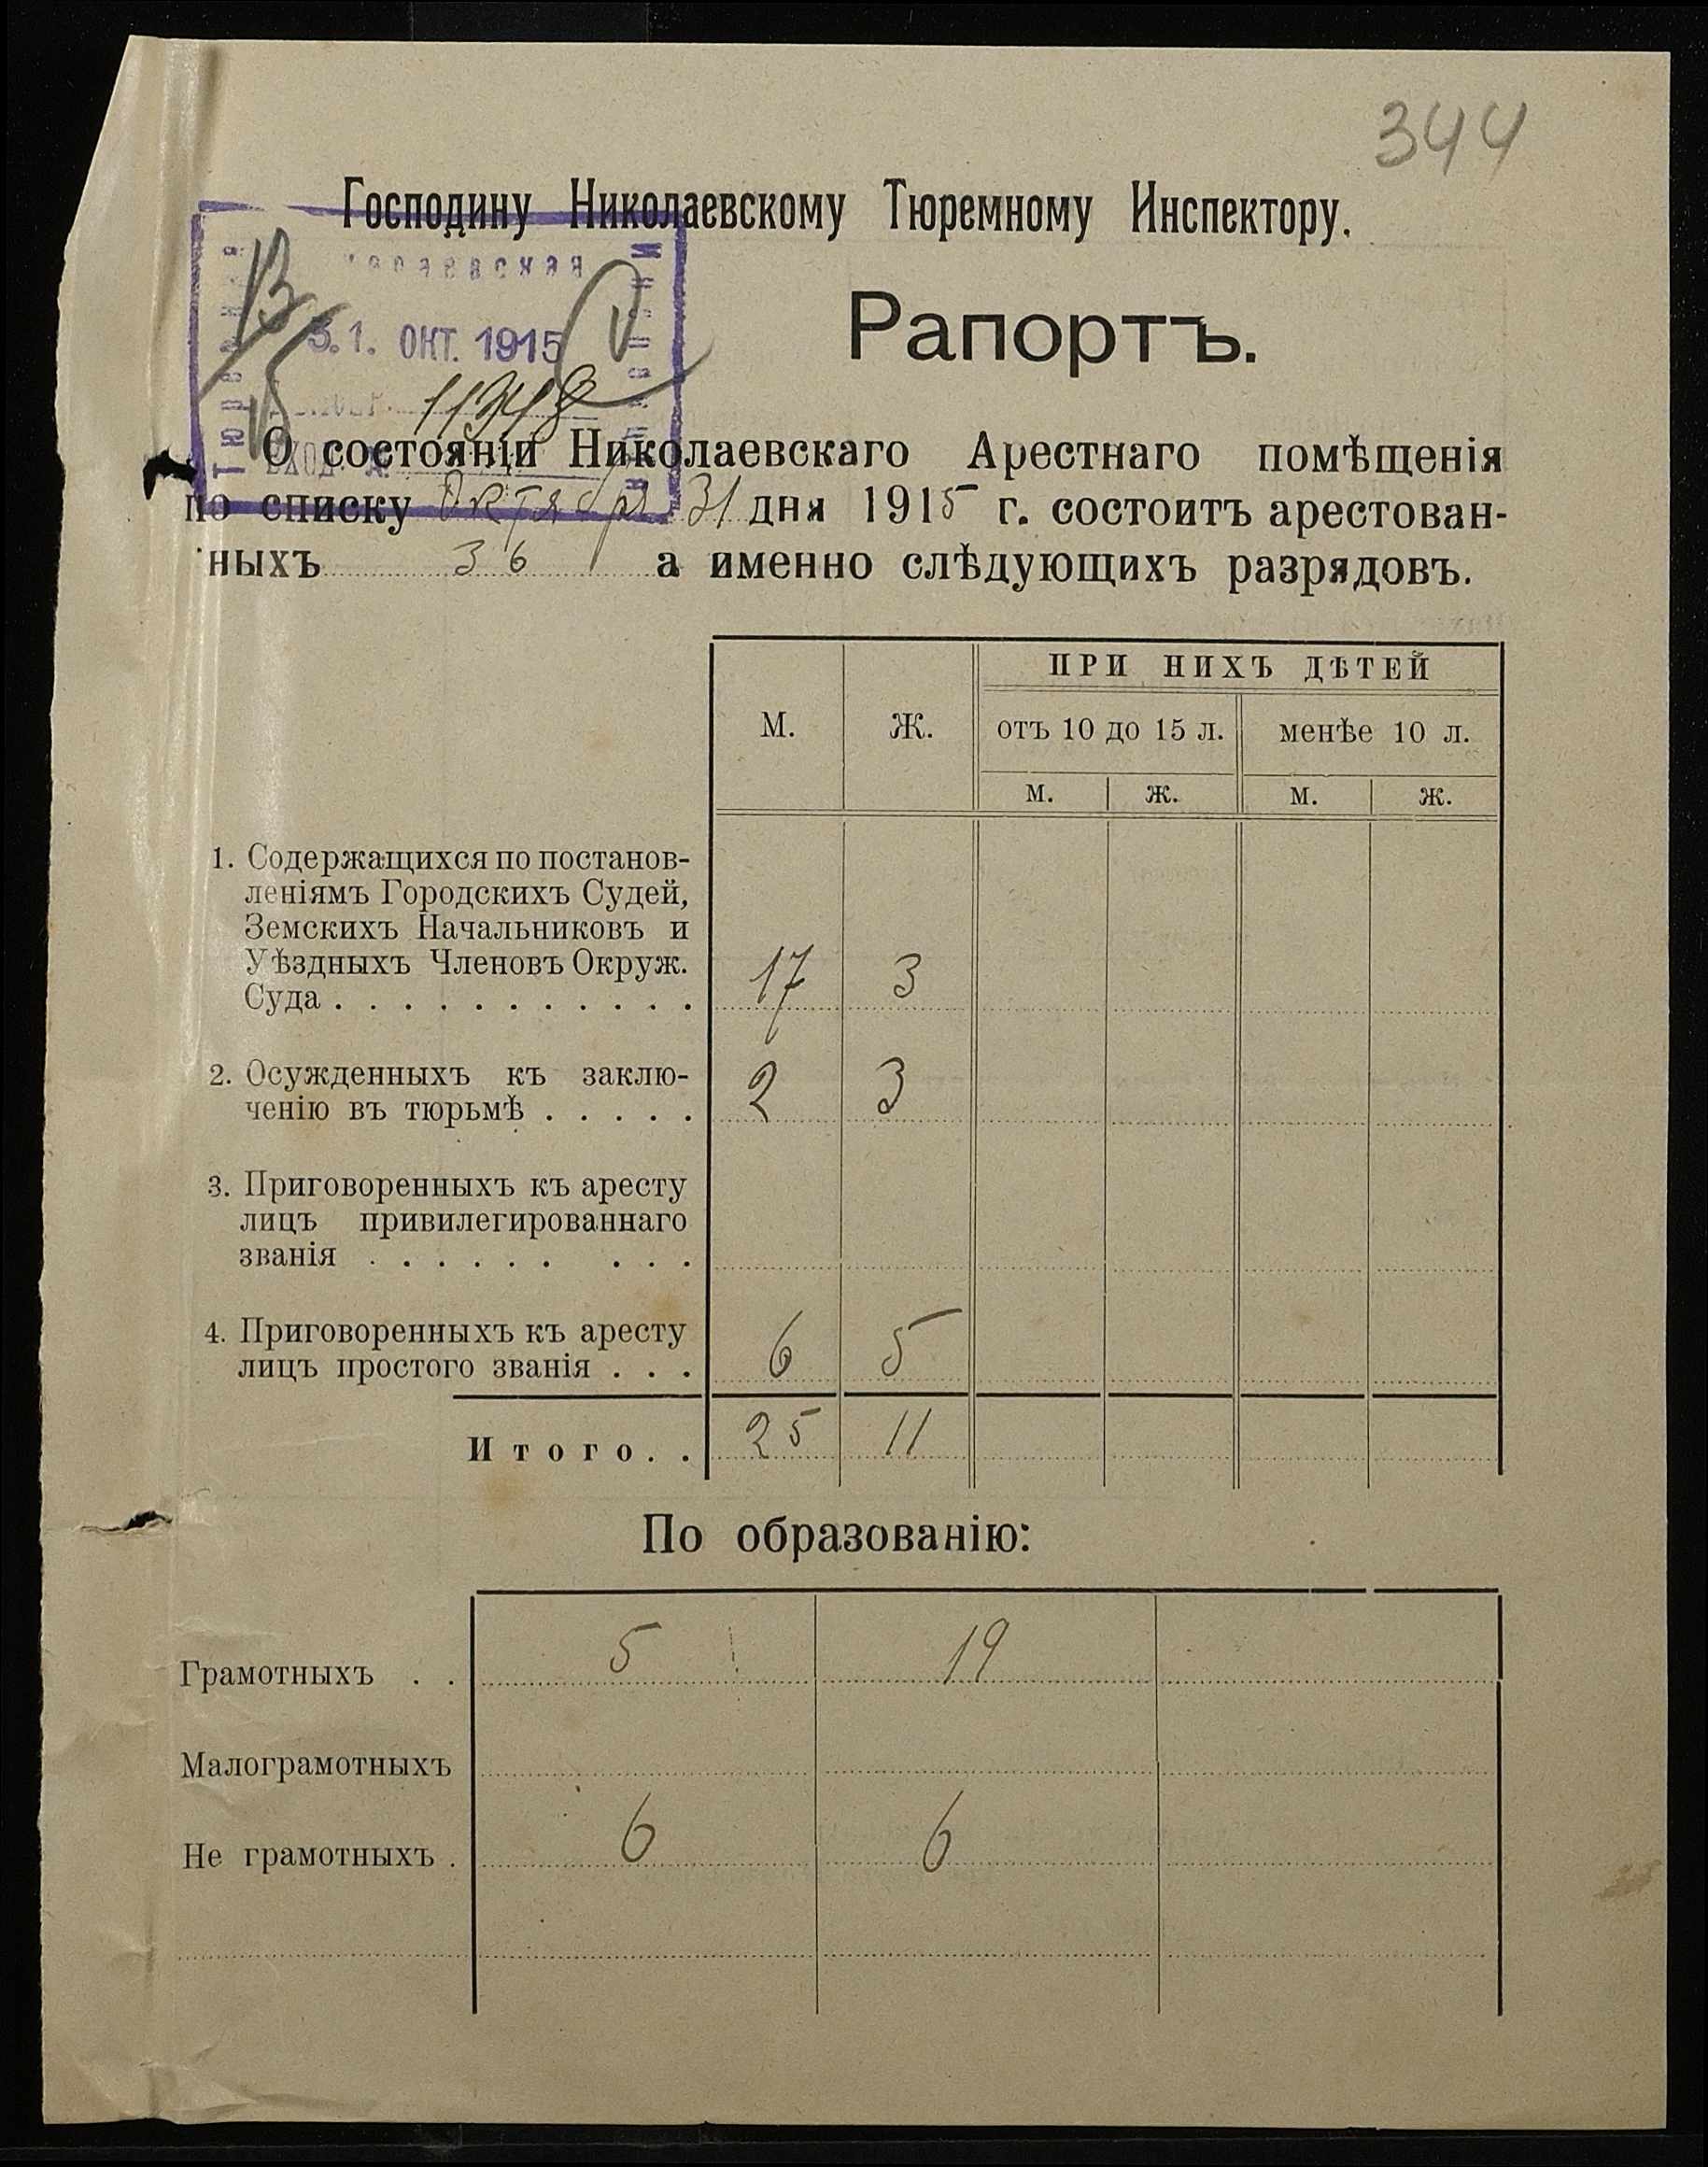 344
Господину Николаевскому Тюремному Инспектору.
31. ОКТ. 1915
Рапортъ.
О состоянiи Николаевскаго Арестнаго помѣщенiя
по списку Октября 31 дня 1915 г. состоитъ арестован-
ныхъ 36 а именно слѣдующихъ разрядовъ.
М. Ж. ПРИ НИХЪ ДѢТЕЙ
отъ 10 до 15 л. менѣе 10 л.
м. ж. м. ж.
1. Содержащихся по постанов-
ленiямъ Городскихъ Судей,
Земскихъ Начальниковъ и
Уѣздныхъ Членовъ Окруж.
Суда . . . . . . . . . . . 17 3
2. Осужденныхъ къ заклю-
ченiю въ тюрьмѣ . . . . . 2 3
3. Приговоренныхъ къ аресту
лицъ привилегированнаго
званiя . . . . . . . . .
4. Приговоренныхъ къ аресту
лицъ простого званiя . . . 6 5
Итого . . 25 11
По образованiю:
Грамотныхъ . . 5 19
Малограмотныхъ
Не грамотныхъ . 6 6